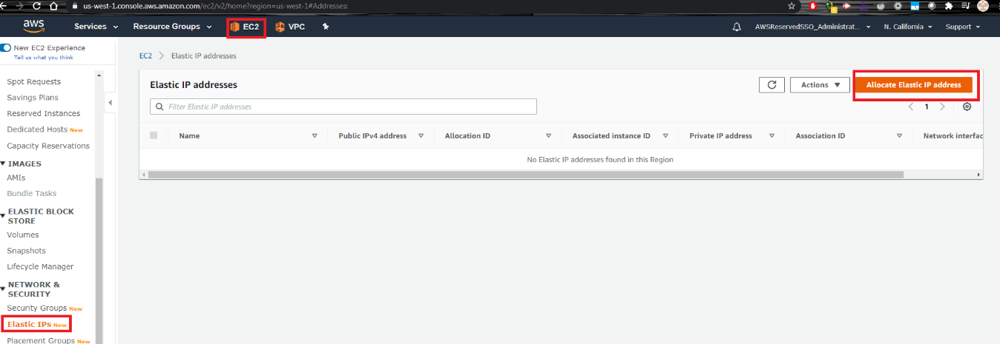 us-west-1.console.aws.amazon.com/ec2/v2/home?region=us-west-1#Addresses:
aws Services Resource Groups EC2 VPC AWSReservedSSO_Administrat... N. California Support
New EC2 Experience
Tell us what you think
Spot Requests
Savings Plans
Reserved Instances
Dedicated Hosts New
Capacity Reservations
IMAGES
AMIs
Bundle Tasks
ELASTIC BLOCK
STORE
Volumes
Snapshots
Lifecycle Manager
NETWORK &
SECURITY
Security Groups New
Elastic IPs New
Placement Groups New
EC2 > Elastic IP addresses
Elastic IP addresses
Actions
Allocate Elastic IP address
Filter Elastic IP addresses
1
Name Public IPv4 address Allocation ID Associated instance ID Private IP address Association ID Network interfac
No Elastic IP addresses found in this Region